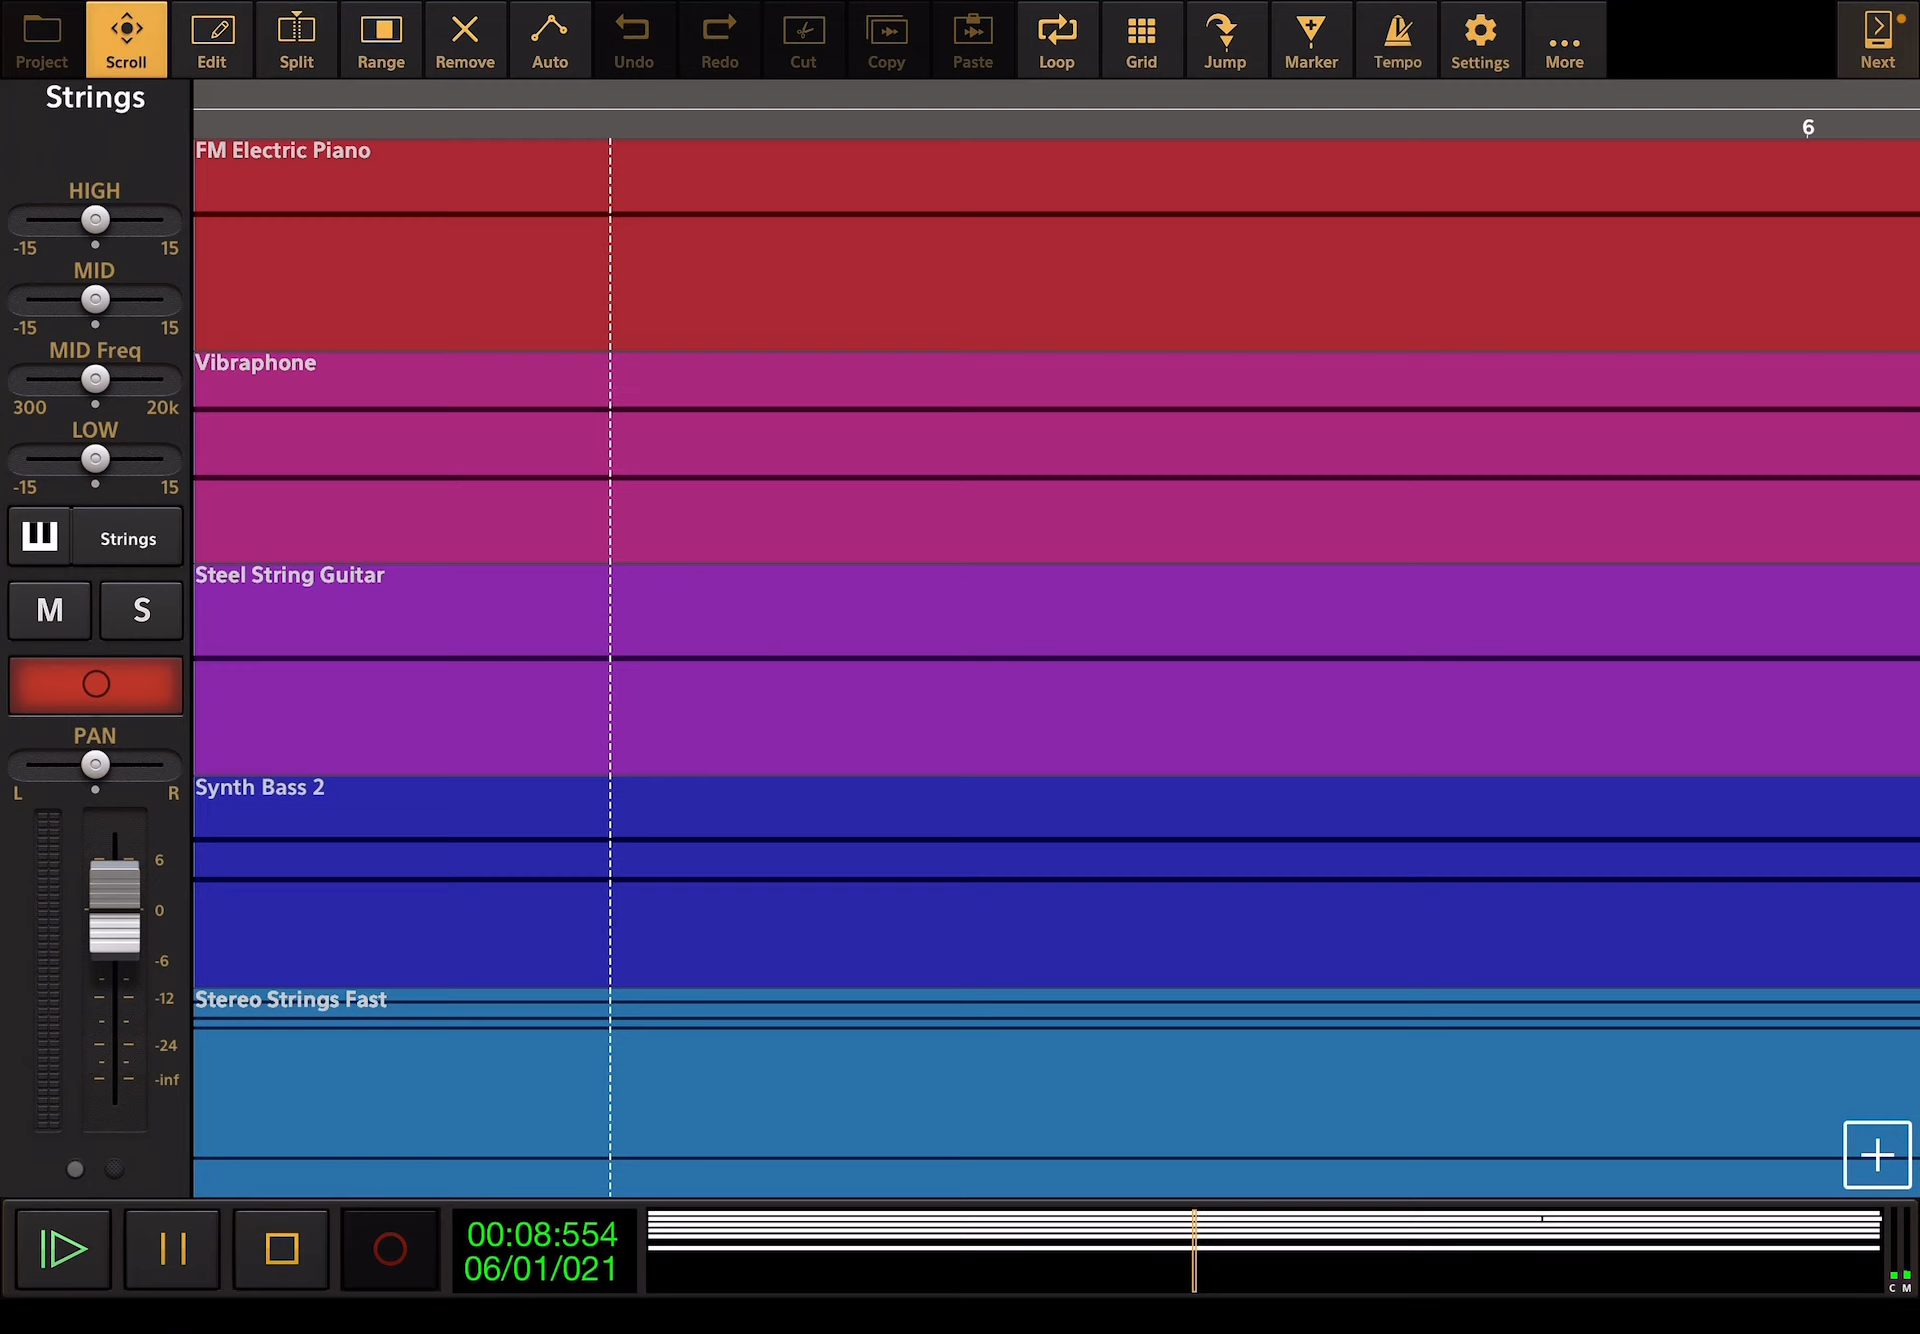 Project Scroll Edit Split Range Remove Auto Undo Redo Cut Copy Paste Loop Grid Jump Marker Tempo Settings More Next
Strings
6
FM Electric Piano
HIGH
-15 15
MID
-15 15
MID Freq
300 20k
LOW
-15 15
Vibraphone
Strings
Steel String Guitar
M S
PAN
L R
Synth Bass 2
6
0
-6
-12
-24
-inf
Stereo Strings Fast
00:08:554
06/01/021
C M